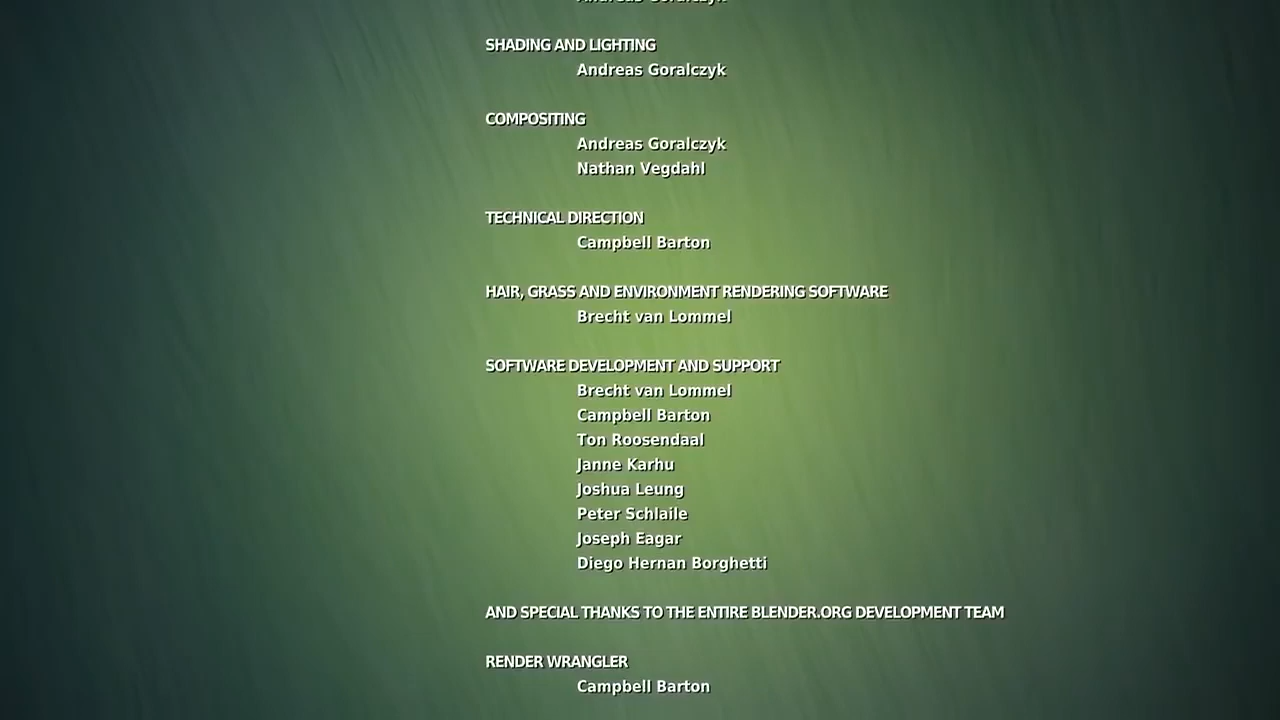 Andreas Goralczyk
SHADING AND LIGHTING
Andreas Goralczyk
COMPOSITING
Andreas Goralczyk
Nathan Vegdahl
TECHNICAL DIRECTION
Campbell Barton
HAIR, GRASS AND ENVIRONMENT RENDERING SOFTWARE
Brecht van Lommel
SOFTWARE DEVELOPMENT AND SUPPORT
Brecht van Lommel
Campbell Barton
Ton Roosendaal
Janne Karhu
Joshua Leung
Peter Schlaile
Joseph Eagar
Diego Hernan Borghetti
AND SPECIAL THANKS TO THE ENTIRE BLENDER.ORG DEVELOPMENT TEAM
RENDER WRANGLER
Campbell Barton